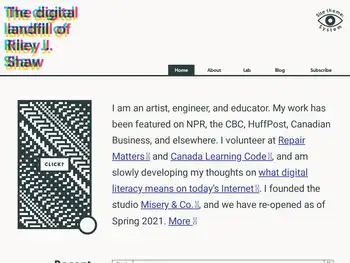 The digital
landfill of
Riley J.
Shaw
Site theme:
System
Home
About
Lab
Blog
Subscribe
CLICK?
I am an artist, engineer, and educator. My work has
been featured on NPR, the CBC, HuffPost, Canadian
Business, and elsewhere. I volunteer at Repair
Matters and Canada Learning Code, and am
slowly developing my thoughts on what digital
literacy means on today's Internet. I founded the
studio Misery & Co., and we have re-opened as of
Spring 2021. More